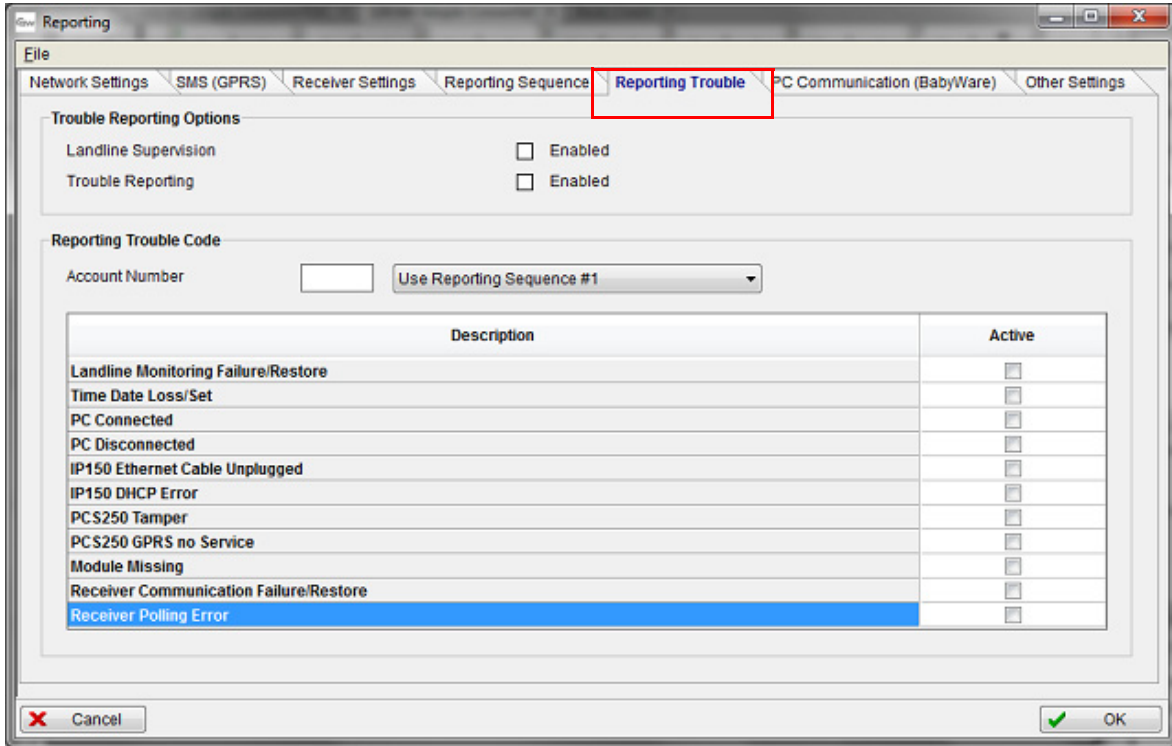 Reporting
File
Network Settings SMS (GPRS) Receiver Settings Reporting Sequence Reporting Trouble PC Communication (BabyWare) Other Settings
Trouble Reporting Options
Landline Supervision Enabled
Trouble Reporting Enabled
Reporting Trouble Code
Account Number Use Reporting Sequence #1
Description Active
Landline Monitoring Failure/Restore
Time Date Loss/Set
PC Connected
PC Disconnected
IP150 Ethernet Cable Unplugged
IP150 DHCP Error
PCS250 Tamper
PCS250 GPRS no Service
Module Missing
Receiver Communication Failure/Restore
Receiver Polling Error
Cancel OK